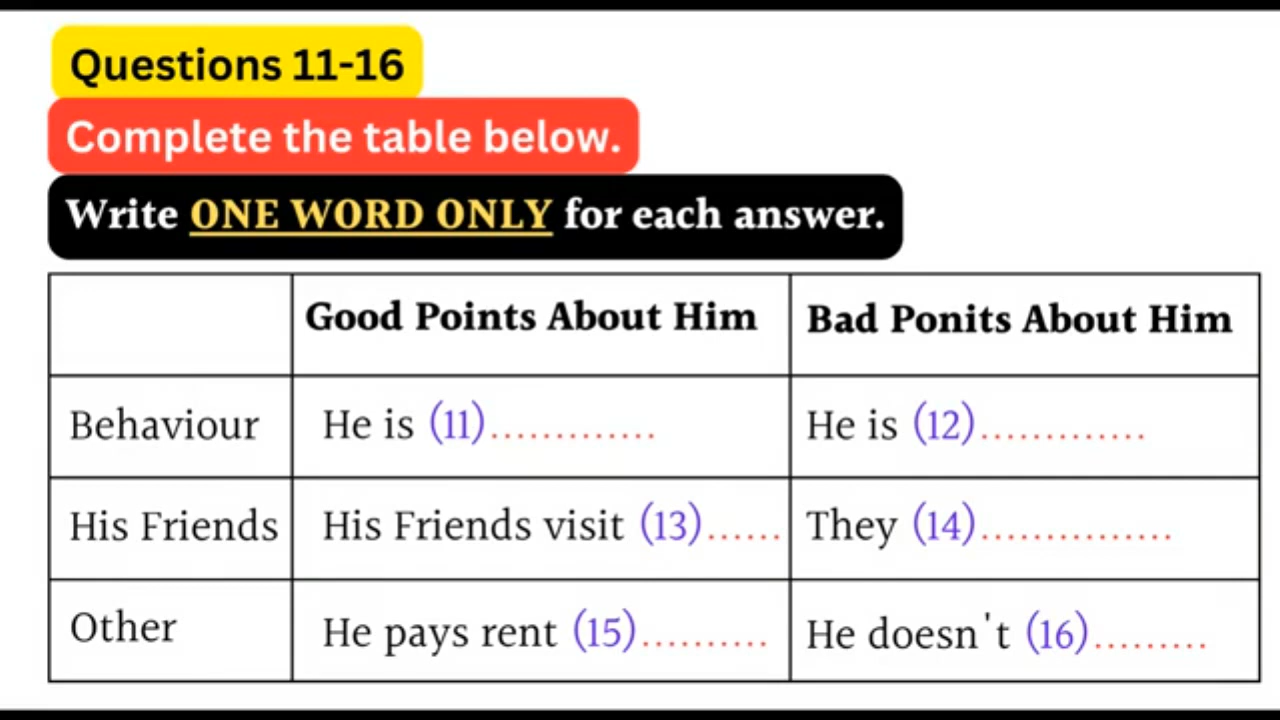 Questions 11-16
Complete the table below.
Write ONE WORD ONLY for each answer.
Good Points About Him
Bad Ponits About Him
Behaviour
He is (11).............
He is (12).............
His Friends
His Friends visit (13)......
They (14)...............
Other
He pays rent (15)..........
He doesn't (16).........